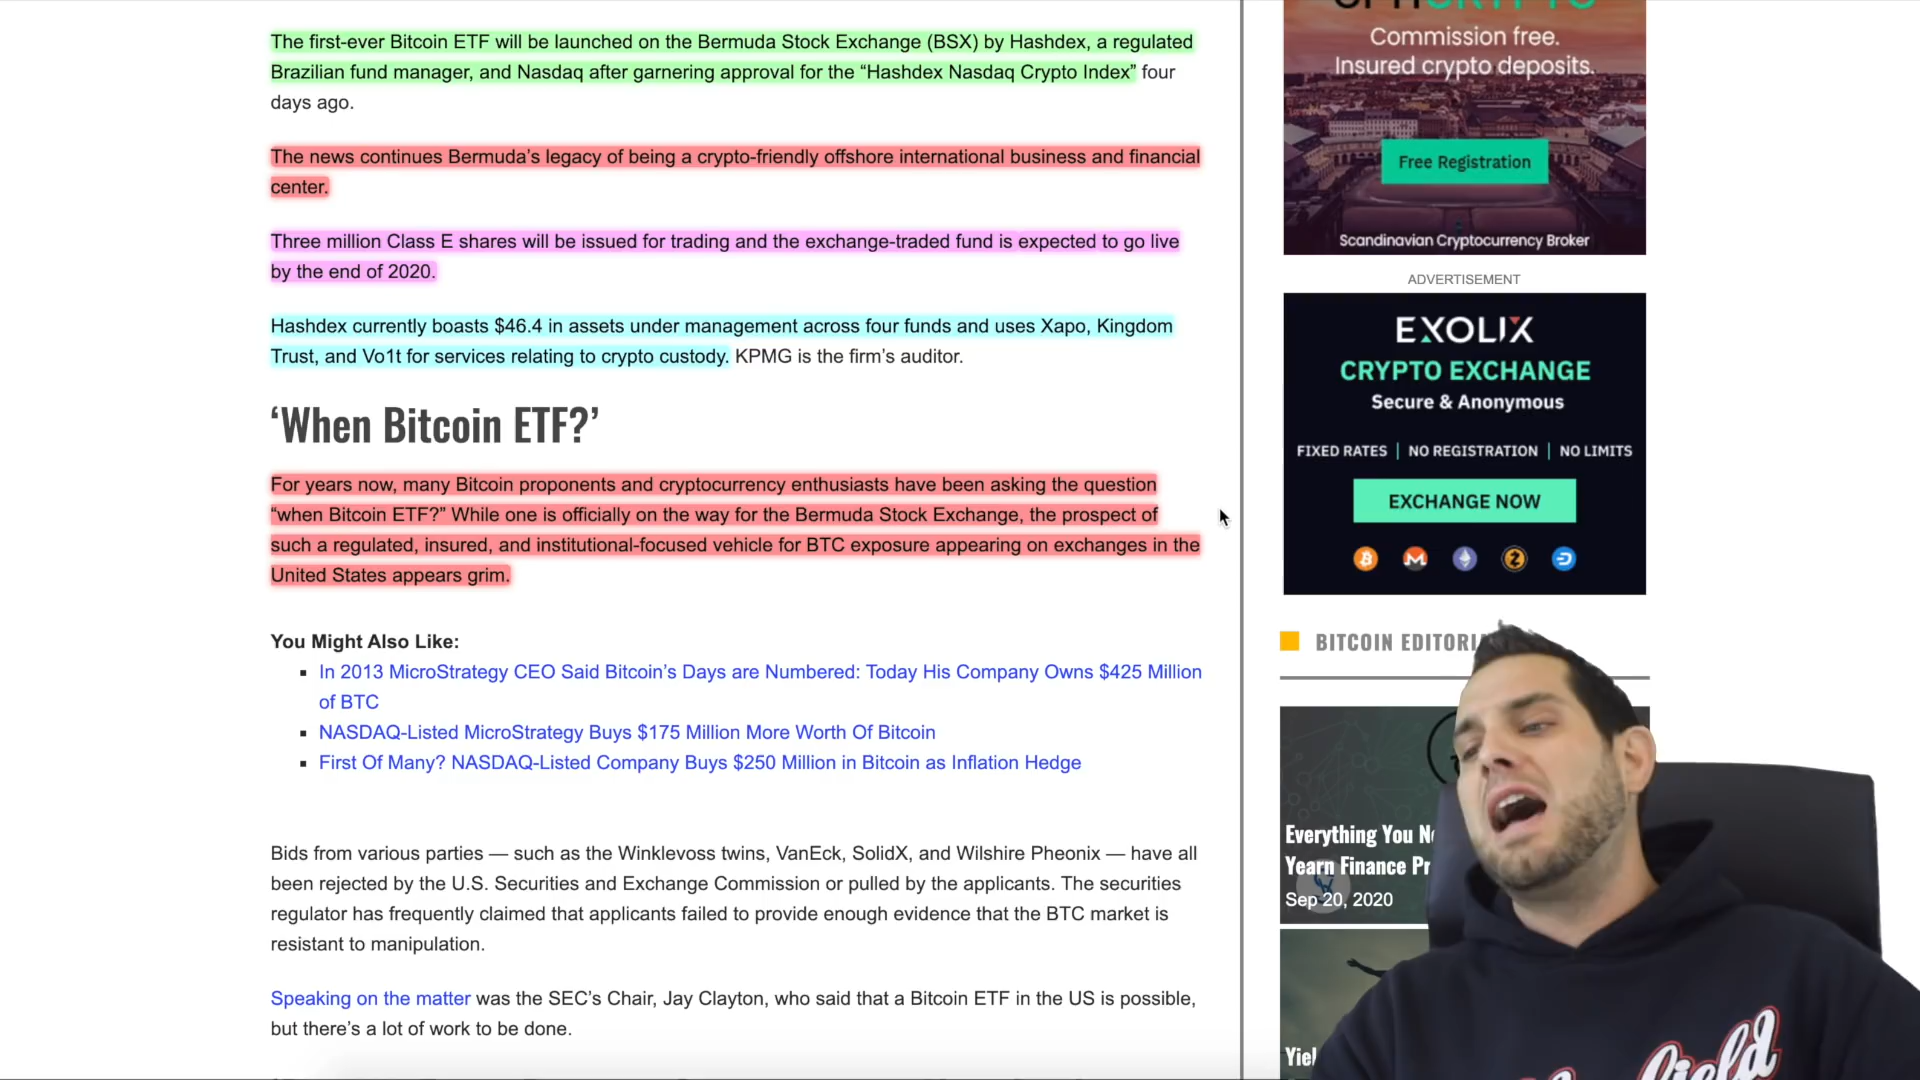 The first-ever Bitcoin ETF will be launched on the Bermuda Stock Exchange (BSX) by Hashdex, a regulated
Brazilian fund manager, and Nasdaq after garnering approval for the “Hashdex Nasdaq Crypto Index” four
days ago.
The news continues Bermuda’s legacy of being a crypto-friendly offshore international business and financial
center.
Three million Class E shares will be issued for trading and the exchange-traded fund is expected to go live
by the end of 2020.
Hashdex currently boasts $46.4 in assets under management across four funds and uses Xapo, Kingdom
Trust, and Vo1t for services relating to crypto custody. KPMG is the firm’s auditor.
‘When Bitcoin ETF?’
For years now, many Bitcoin proponents and cryptocurrency enthusiasts have been asking the question
“when Bitcoin ETF?” While one is officially on the way for the Bermuda Stock Exchange, the prospect of
such a regulated, insured, and institutional-focused vehicle for BTC exposure appearing on exchanges in the
United States appears grim.
You Might Also Like:
In 2013 MicroStrategy CEO Said Bitcoin’s Days are Numbered: Today His Company Owns $425 Million
of BTC
NASDAQ-Listed MicroStrategy Buys $175 Million More Worth Of Bitcoin
First Of Many? NASDAQ-Listed Company Buys $250 Million in Bitcoin as Inflation Hedge
Bids from various parties — such as the Winklevoss twins, VanEck, SolidX, and Wilshire Pheonix — have all
been rejected by the U.S. Securities and Exchange Commission or pulled by the applicants. The securities
regulator has frequently claimed that applicants failed to provide enough evidence that the BTC market is
resistant to manipulation.
Speaking on the matter was the SEC’s Chair, Jay Clayton, who said that a Bitcoin ETF in the US is possible,
but there’s a lot of work to be done.
Commission free.
Insured crypto deposits.
Free Registration
Scandinavian Cryptocurrency Broker
ADVERTISEMENT
EXOLIX
CRYPTO EXCHANGE
Secure & Anonymous
FIXED RATES | NO REGISTRATION | NO LIMITS
EXCHANGE NOW
BITCOIN EDITORI
Everything You N
Yearn Finance Pr
Sep 20, 2020
Yiel